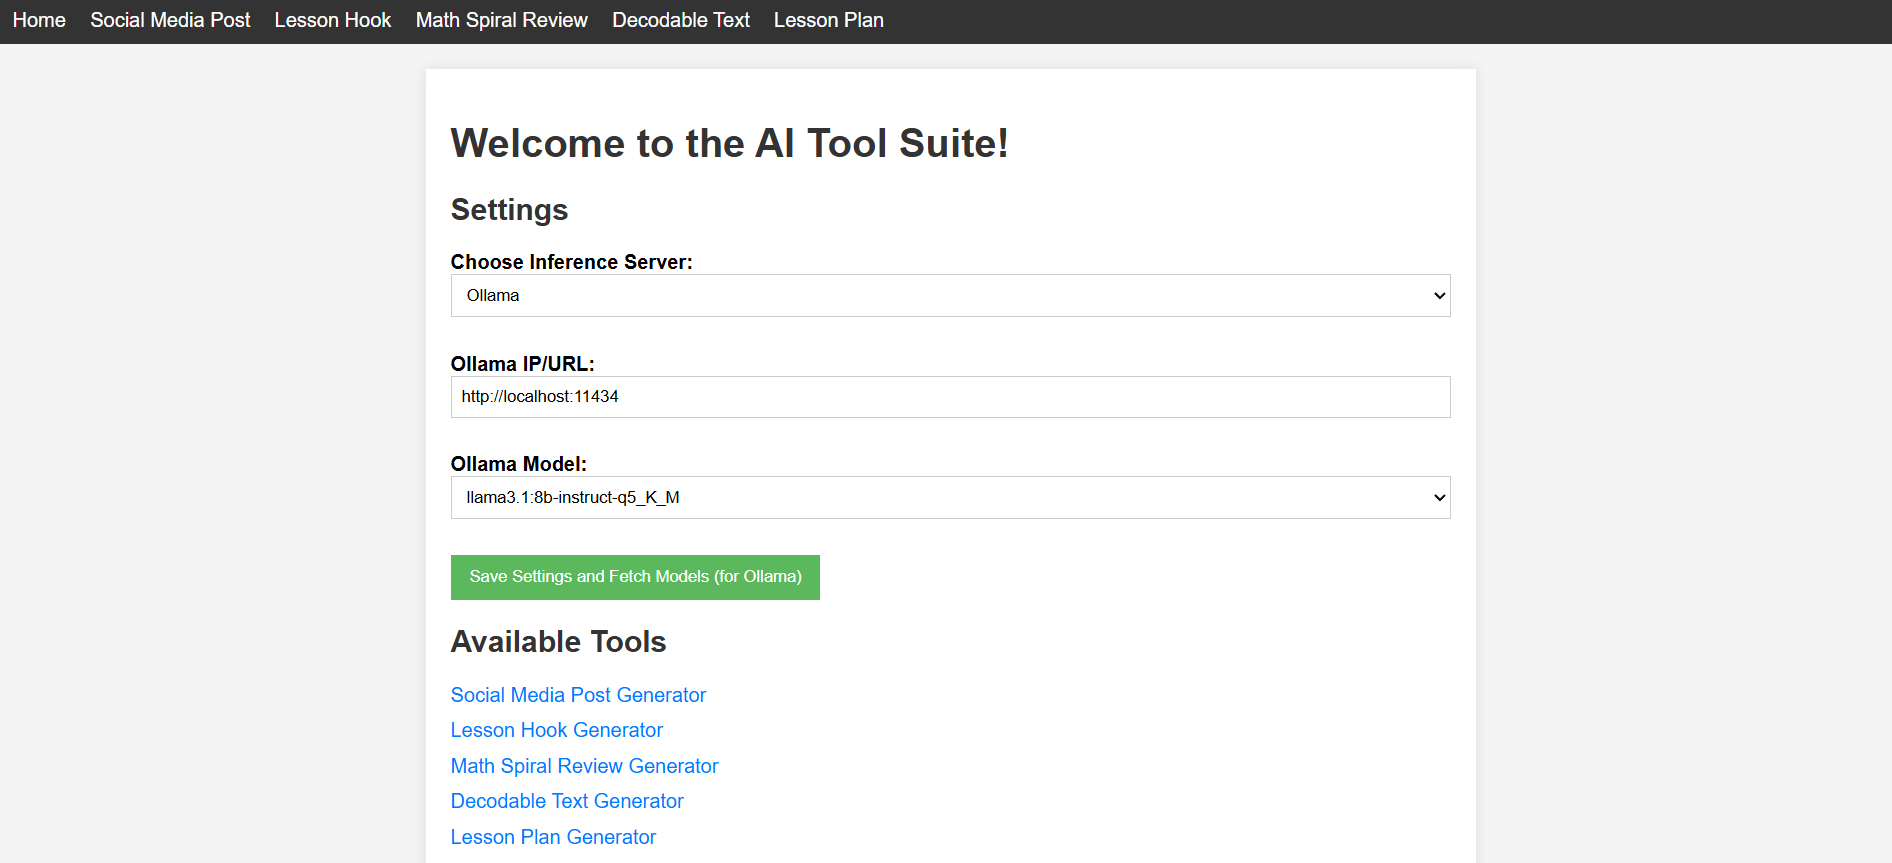 Home Social Media Post Lesson Hook Math Spiral Review Decodable Text Lesson Plan
Welcome to the AI Tool Suite!
Settings
Choose Inference Server:
Ollama
Ollama IP/URL:
http://localhost:11434
Ollama Model:
llama3.1:8b-instruct-q5_K_M
Save Settings and Fetch Models (for Ollama)
Available Tools
Social Media Post Generator
Lesson Hook Generator
Math Spiral Review Generator
Decodable Text Generator
Lesson Plan Generator